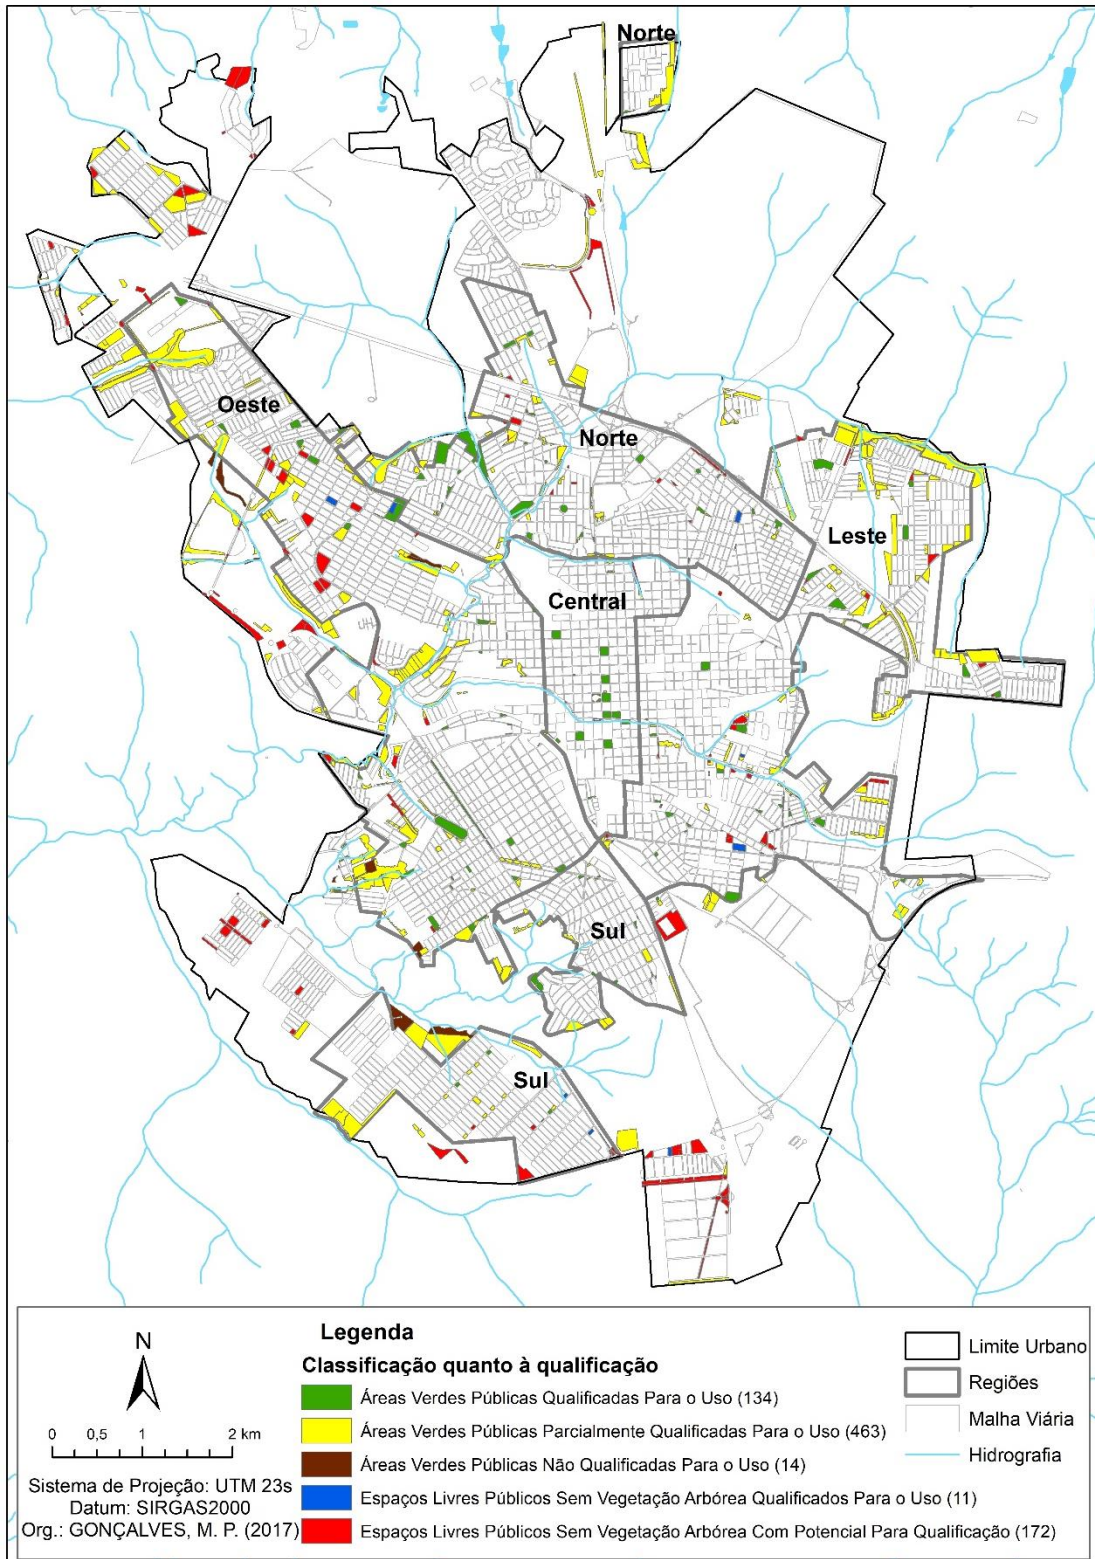 Norte
Oeste
Norte
Leste
Central
Sul
Sul
Legenda
Classificação quanto à qualificação
Áreas Verdes Públicas Qualificadas Para o Uso (134)
Áreas Verdes Públicas Parcialmente Qualificadas Para o Uso (463)
Áreas Verdes Públicas Não Qualificadas Para o Uso (14)
Espaços Livres Públicos Sem Vegetação Arbórea Qualificados Para o Uso (11)
Espaços Livres Públicos Sem Vegetação Arbórea Com Potencial Para Qualificação (172)
Limite Urbano
Regiões
Malha Viária
Hidrografia
N
0 0,5 1 2 km
Sistema de Projeção: UTM 23s
Datum: SIRGAS2000
Org.: GONÇALVES, M. P. (2017)